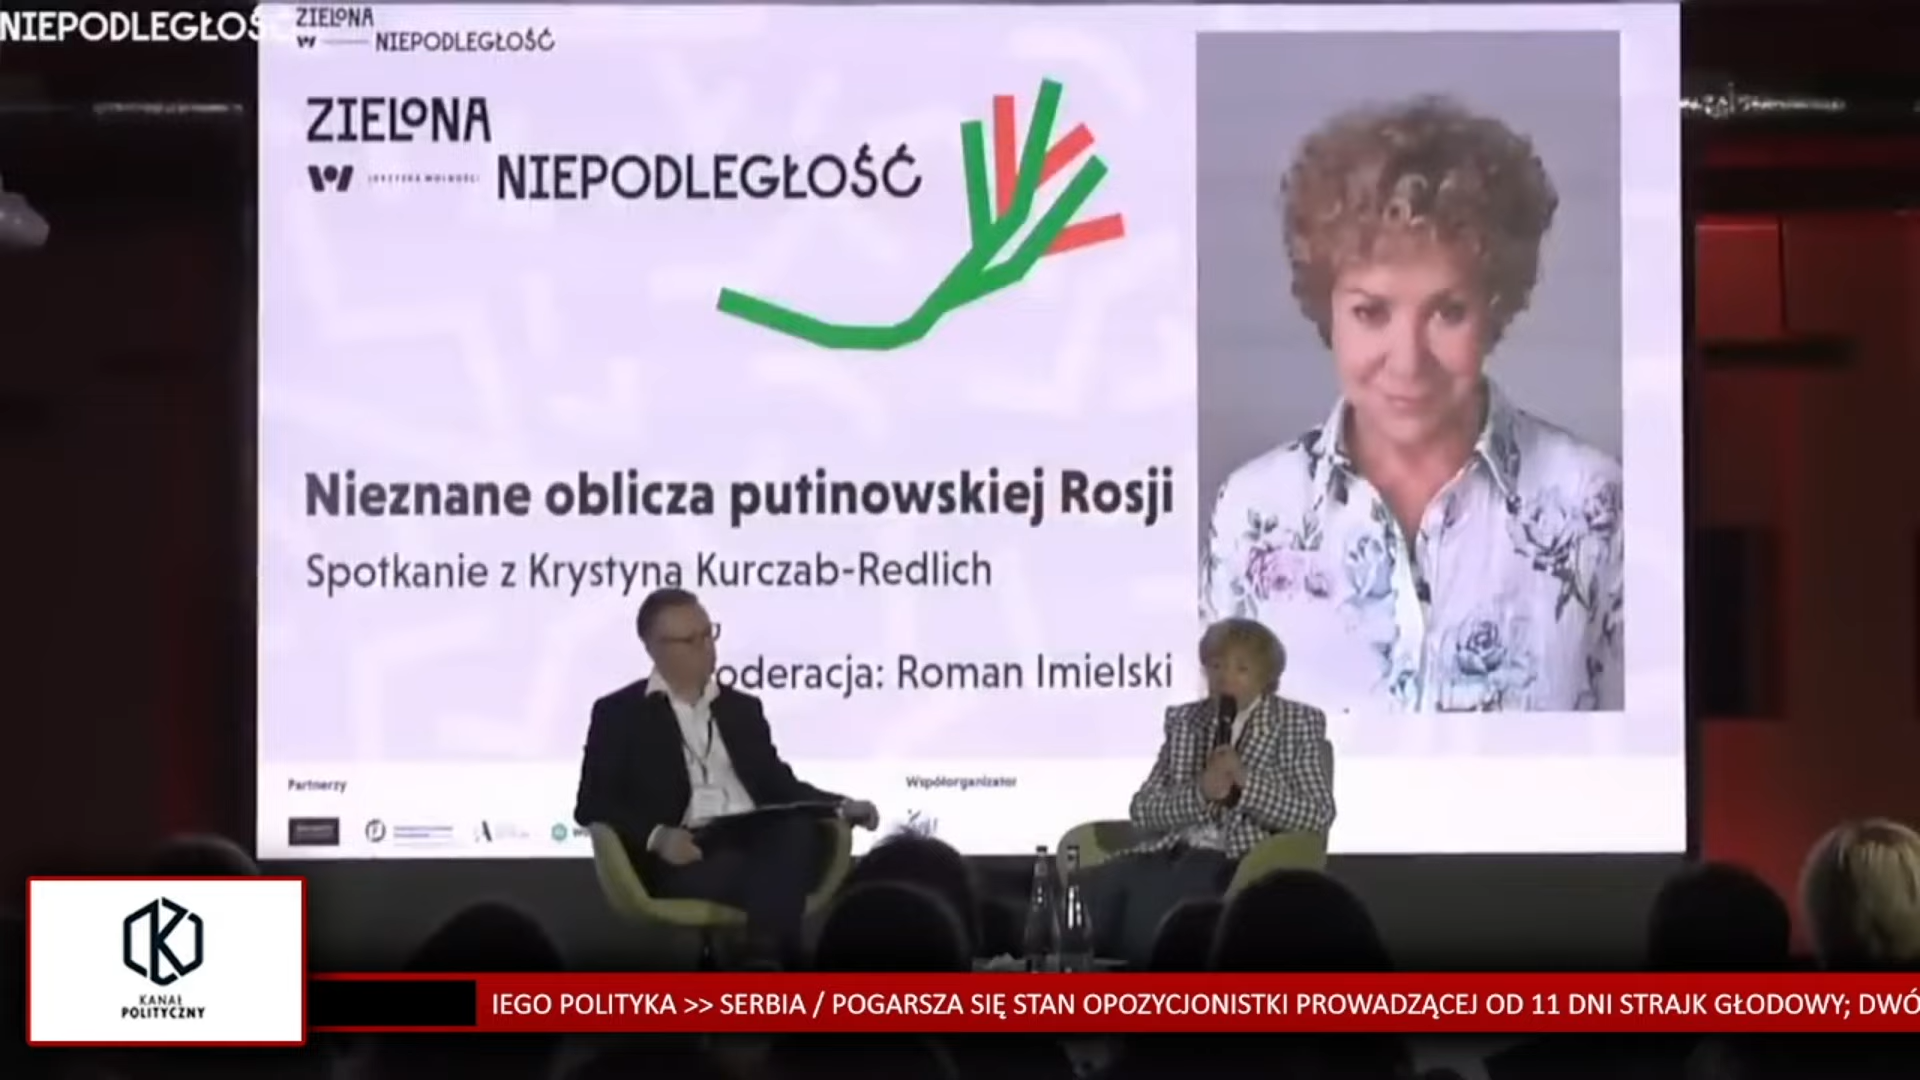 NIEPODLEGŁOŚĆ
ZIELONA
NIEPODLEGŁOŚĆ
ZIELONA
NIEPODLEGŁOŚĆ
Nieznane oblicza putinowskiej Rosji
Spotkanie z Krystyną Kurczab-Redlich
oderacja: Roman Imielski
Partnerzy
Współorganizator
KANAŁ
POLITYCZNY
IEGO POLITYKA >> SERBIA / POGARSZA SIĘ STAN OPOZYCJONISTKI PROWADZĄCEJ OD 11 DNI STRAJK GŁODOWY; DWÓ